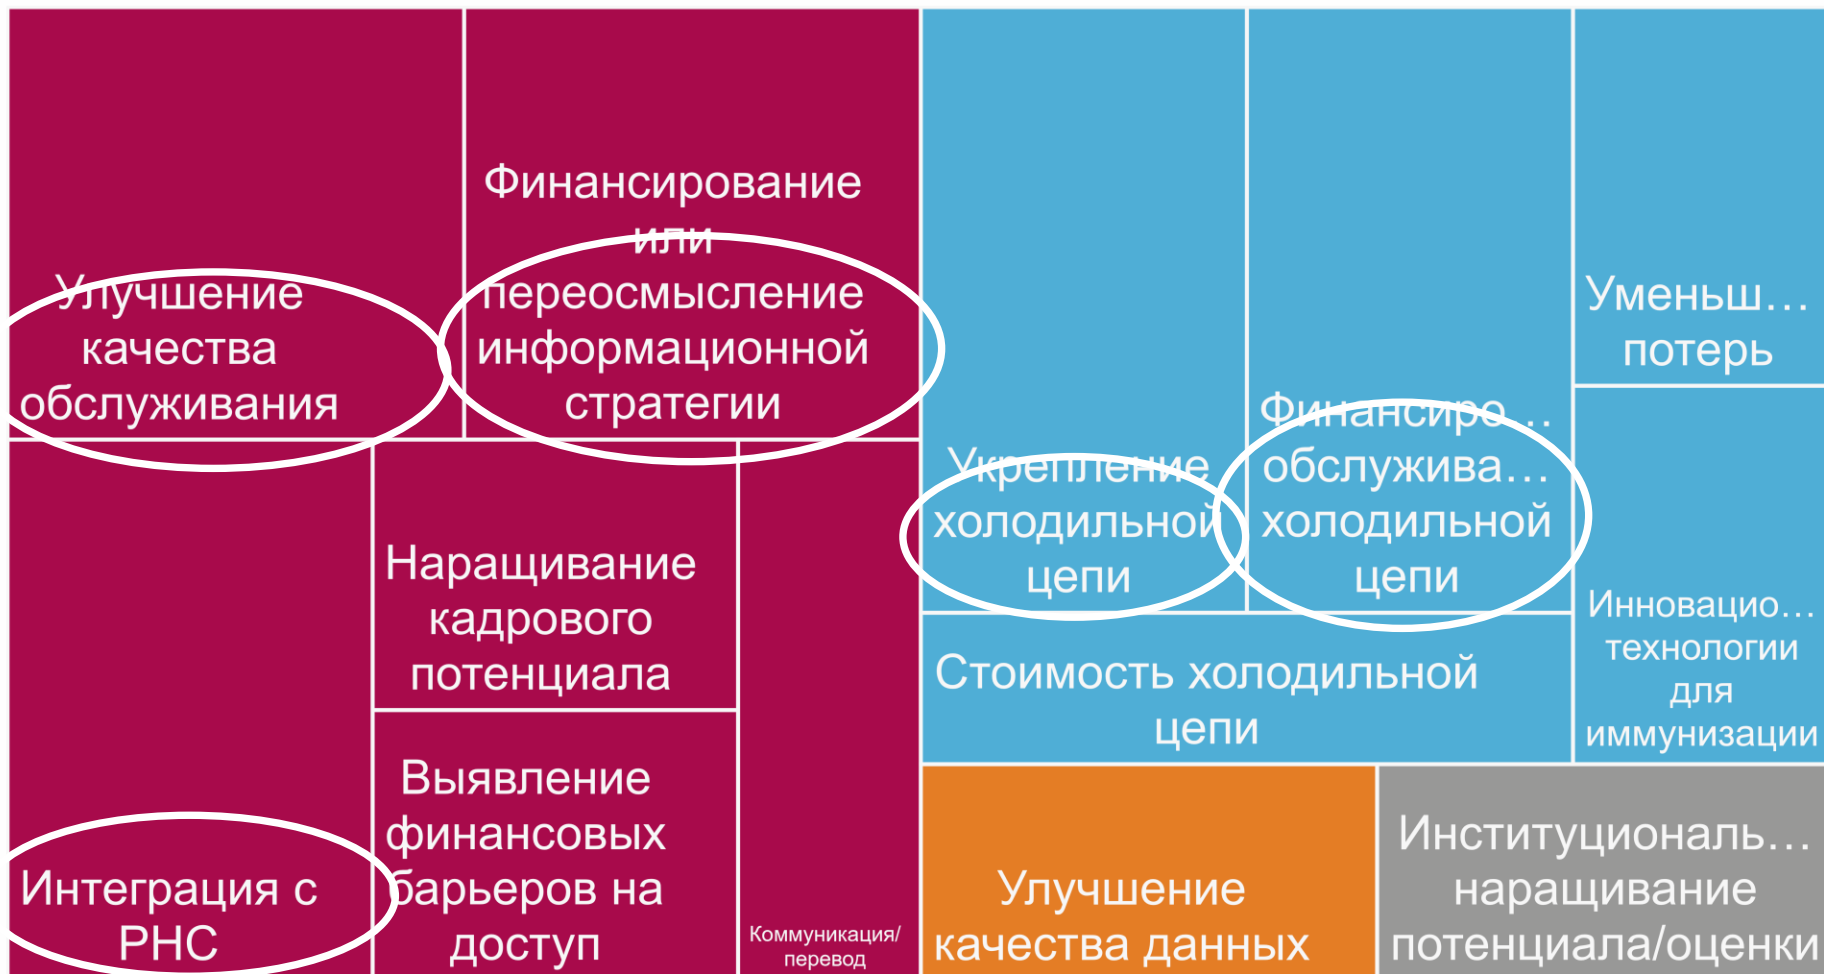 Улучшение
качества
обслуживания
Финансирование
или
переосмысление
информационной
стратегии
Интеграция с
PHC
Наращивание
кадрового
потенциала
Выявление
финансовых
барьеров на
доступ
Коммуникация/
перевод
Укрепление
холодильной
цепи
Финансиро…
обслужива…
холодильной
цепи
Уменьш…
потерь
Стоимость холодильной
цепи
Инновацио…
технологии
для
иммунизации
Улучшение
качества данных
Институциональ…
наращивание
потенциала/оценки